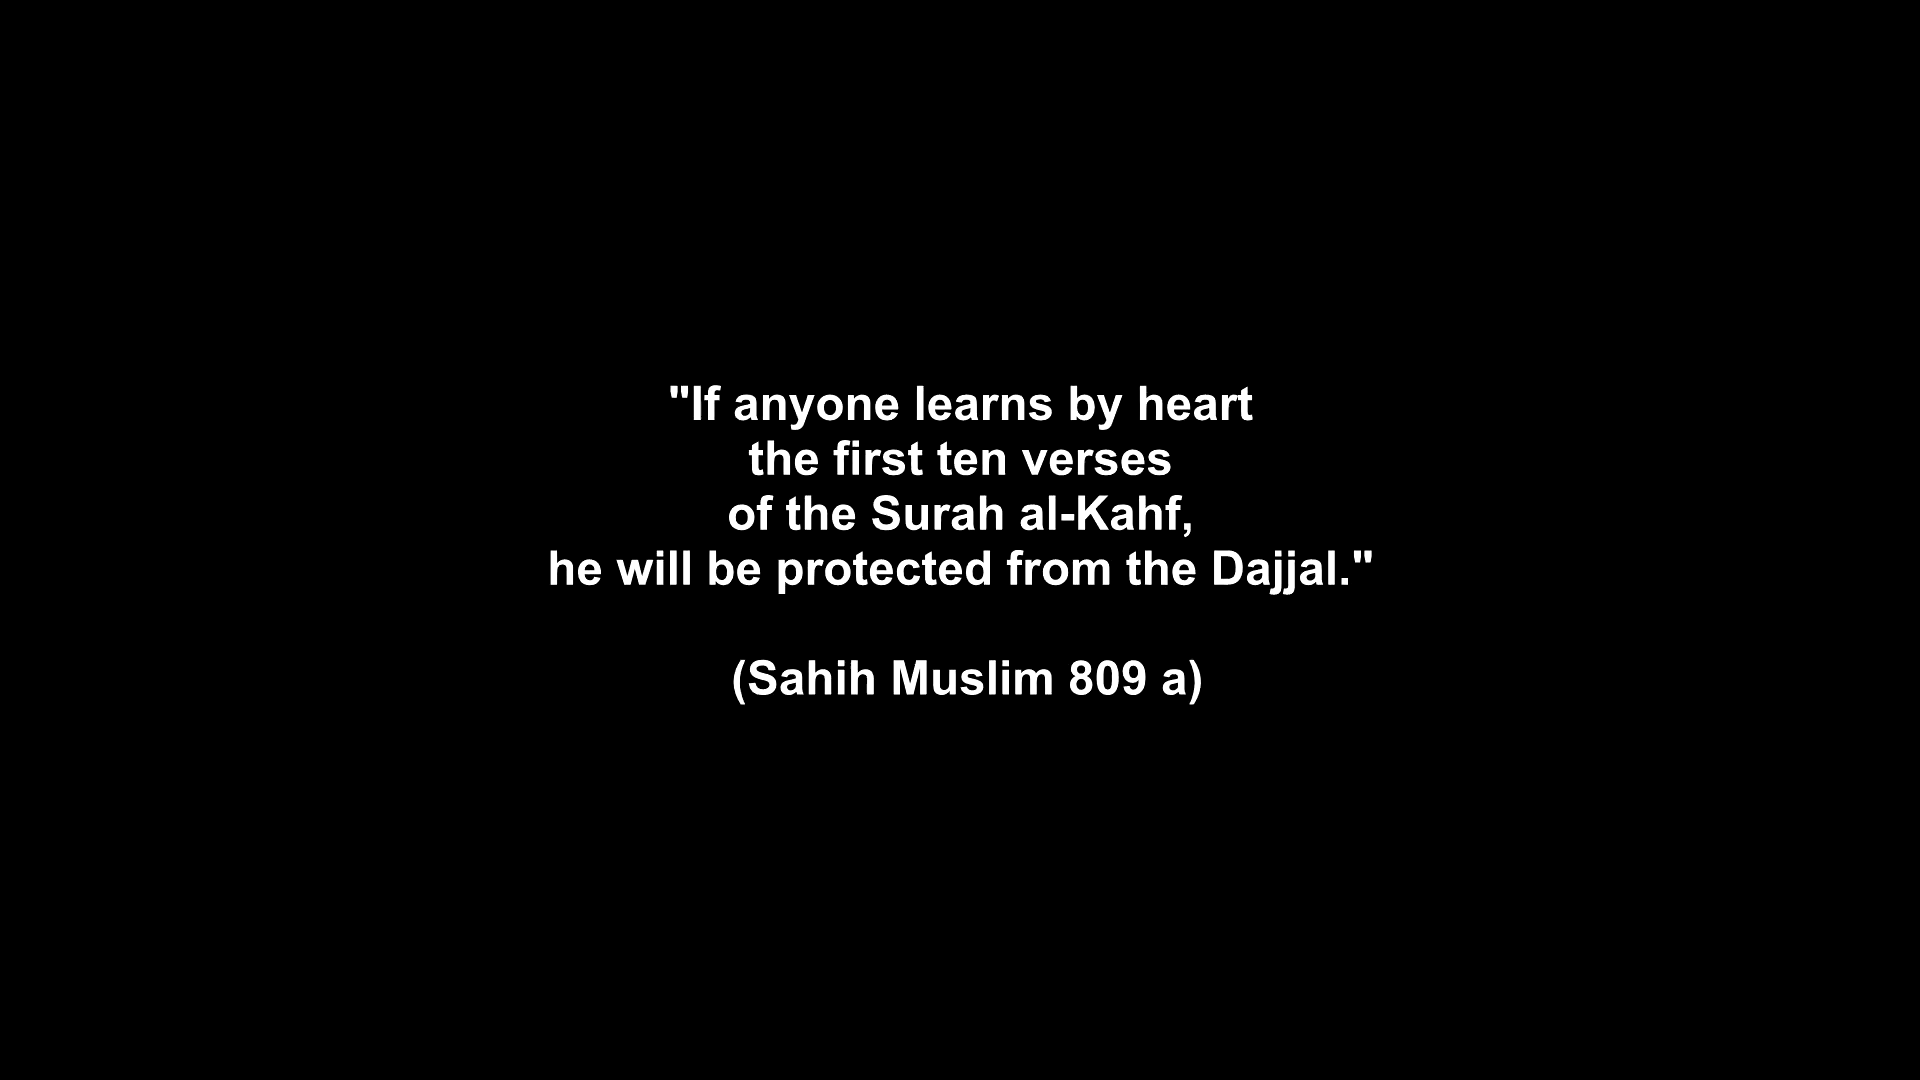 "If anyone learns by heart
the first ten verses
of the Surah al-Kahf,
he will be protected from the Dajjal."
(Sahih Muslim 809 a)